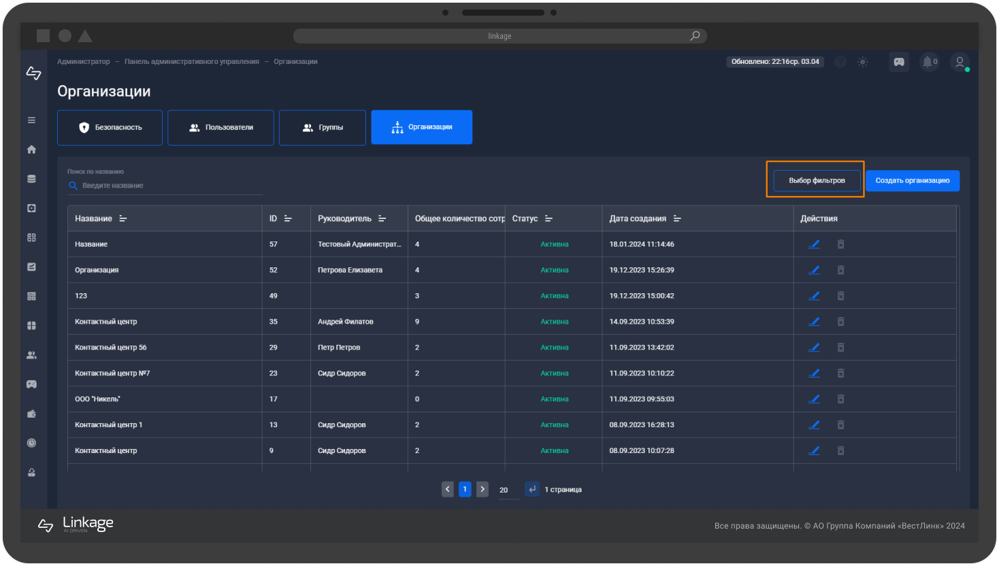 linkage
Администратор – Панель административного управления – Организации
Обновлено: 22:16ср. 03.04
0
Организации
Безопасность
Пользователи
Группы
Организации
Поиск по названию
Введите название
Выбор фильтров
Создать организацию
Название ID Руководитель Общее количество сотр Статус Дата создания Действия
Название 57 Тестовый Администрат... 4 Активна 18.01.2024 11:14:46
Организация 52 Петрова Елизавета 4 Активна 19.12.2023 15:26:39
123 49 3 Активна 19.12.2023 15:00:42
Контактный центр 35 Андрей Филатов 9 Активна 14.09.2023 10:53:39
Контактный центр 56 29 Петр Петров 2 Активна 11.09.2023 13:42:02
Контактный центр №7 23 Сидр Сидоров 2 Активна 11.09.2023 10:10:22
ООО "Никель" 17 0 Активна 11.09.2023 09:55:03
Контактный центр 1 13 Сидр Сидоров 2 Активна 08.09.2023 16:28:13
Контактный центр 9 Сидр Сидоров 2 Активна 08.09.2023 10:07:28
1 20 1 страница
Linkage
AI DRIVEN
Все права защищены. © АО Группа Компаний «ВестЛинк» 2024